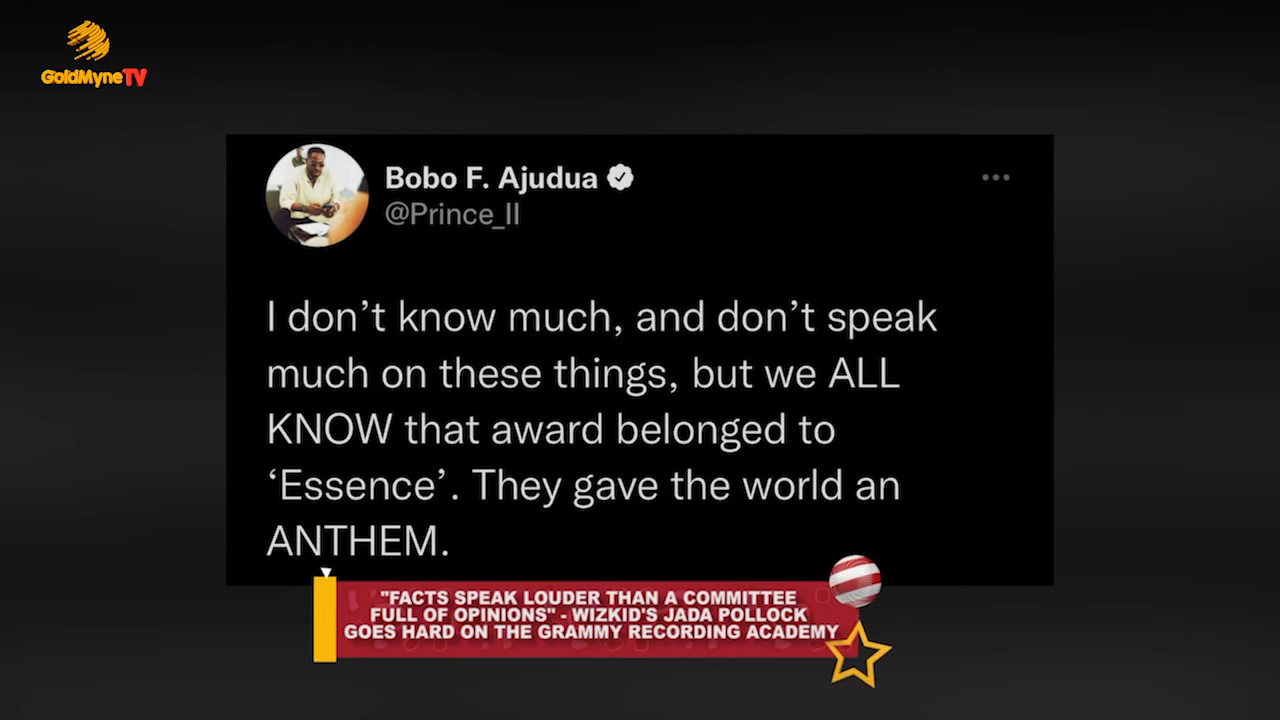 GoldMyneTV
Bobo F. Ajudua
@Prince_II
I don’t know much, and don’t speak
much on these things, but we ALL
KNOW that award belonged to
‘Essence’. They gave the world an
ANTHEM.
"FACTS SPEAK LOUDER THAN A COMMITTEE
FULL OF OPINIONS" - WIZKID'S JADA POLLOCK
GOES HARD ON THE GRAMMY RECORDING ACADEMY